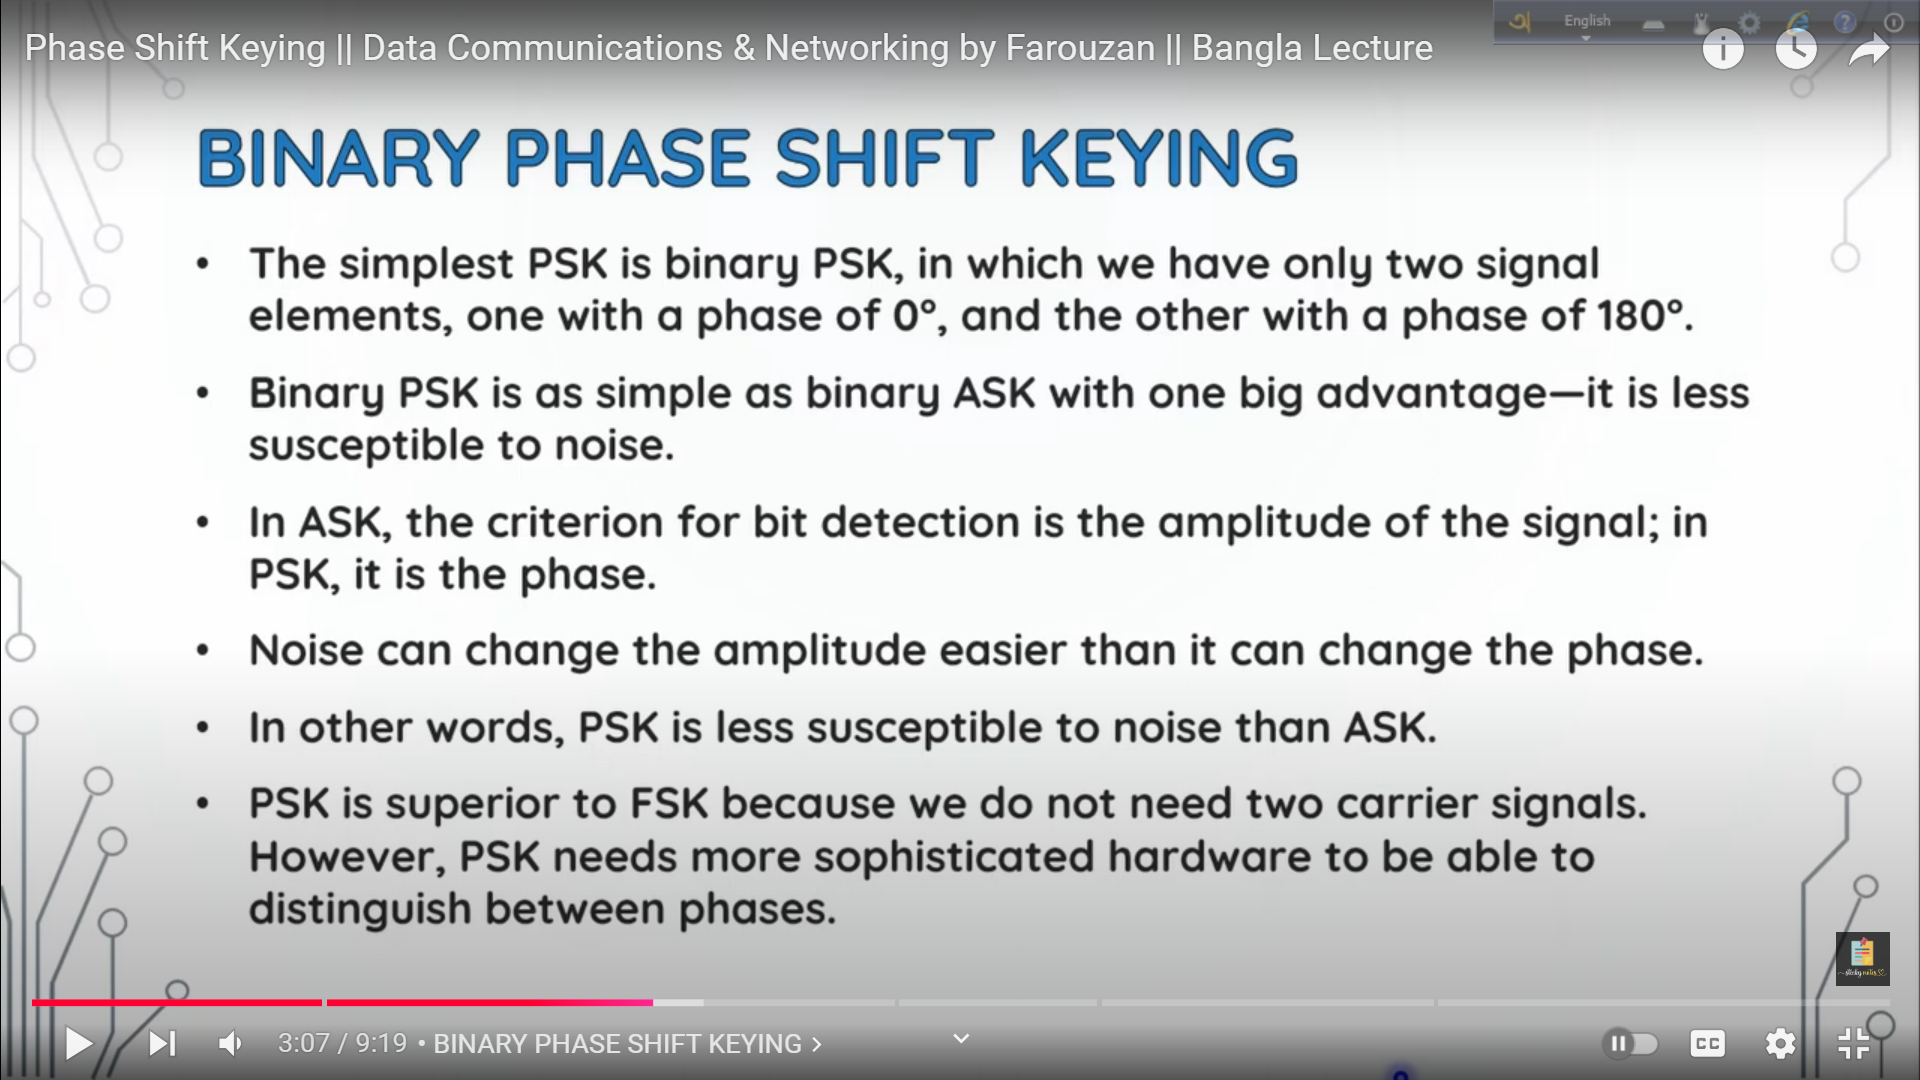 English
Phase Shift Keying || Data Communications & Networking by Farouzan || Bangla Lecture
BINARY PHASE SHIFT KEYING
• The simplest PSK is binary PSK, in which we have only two signal
elements, one with a phase of 0°, and the other with a phase of 180°.
• Binary PSK is as simple as binary ASK with one big advantage—it is less
susceptible to noise.
• In ASK, the criterion for bit detection is the amplitude of the signal; in
PSK, it is the phase.
• Noise can change the amplitude easier than it can change the phase.
• In other words, PSK is less susceptible to noise than ASK.
• PSK is superior to FSK because we do not need two carrier signals.
However, PSK needs more sophisticated hardware to be able to
distinguish between phases.
sticky notes
3:07 / 9:19 • BINARY PHASE SHIFT KEYING >
CC